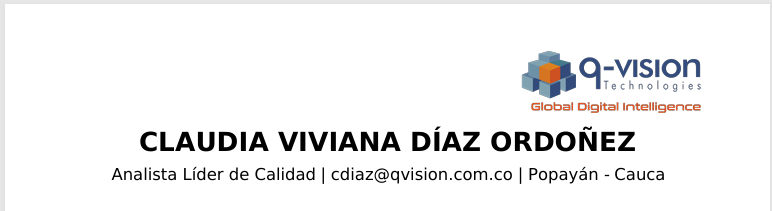 q-vision
Technologies
Global Digital Intelligence
CLAUDIA VIVIANA DÍAZ ORDOÑEZ
Analista Líder de Calidad | cdiaz@qvision.com.co | Popayán - Cauca